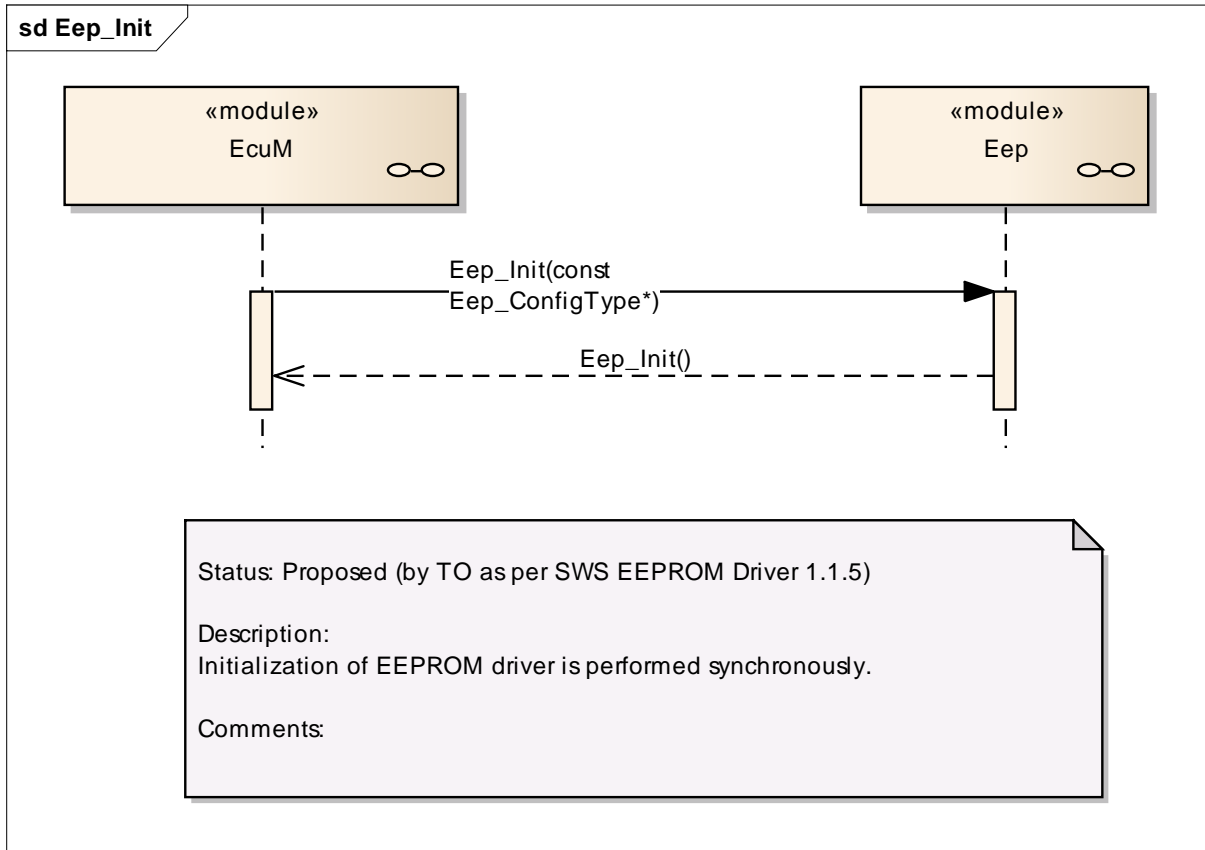 sd Eep_Init
«module»
EcuM
«module»
Eep
Eep_Init(const
Eep_ConfigType*)
Eep_Init()
Status: Proposed (by TO as per SWS EEPROM Driver 1.1.5)
Description:
Initialization of EEPROM driver is performed synchronously.
Comments: